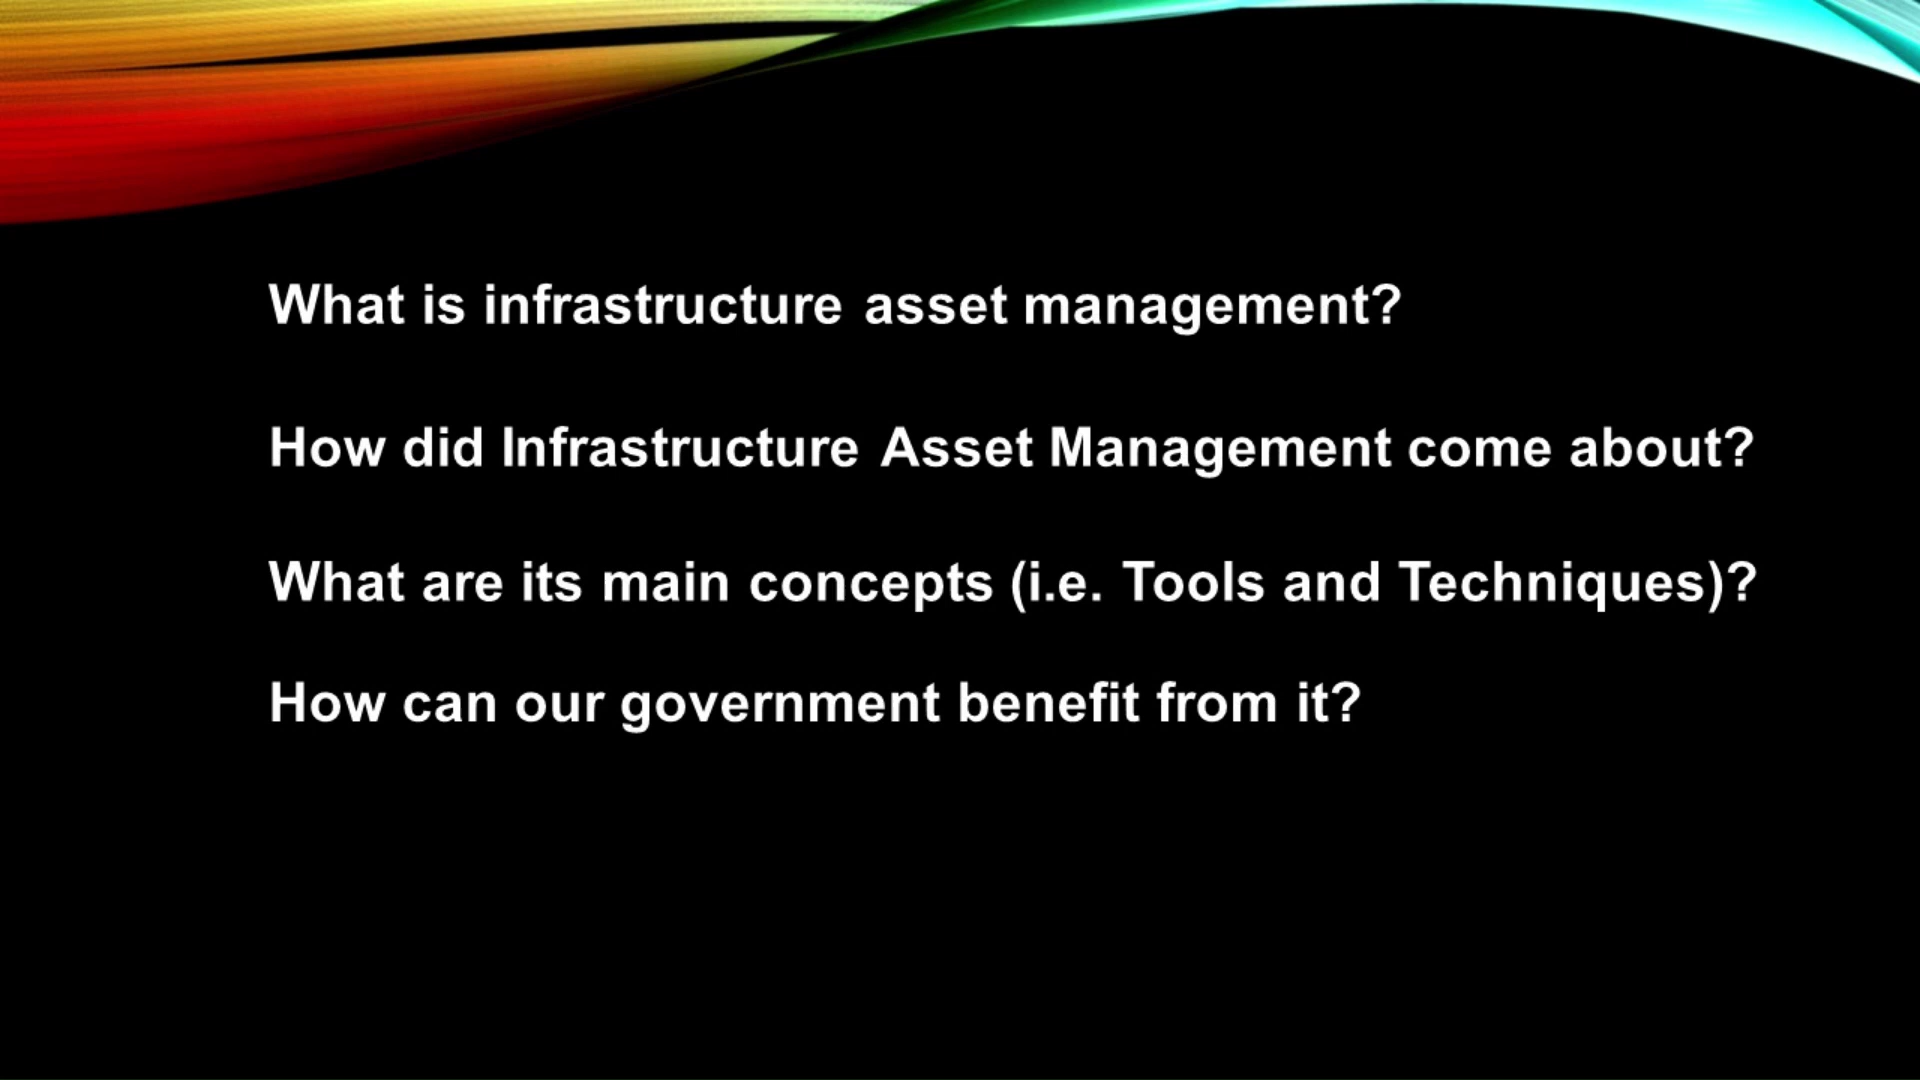 What is infrastructure asset management?
How did Infrastructure Asset Management come about?
What are its main concepts (i.e. Tools and Techniques)?
How can our government benefit from it?